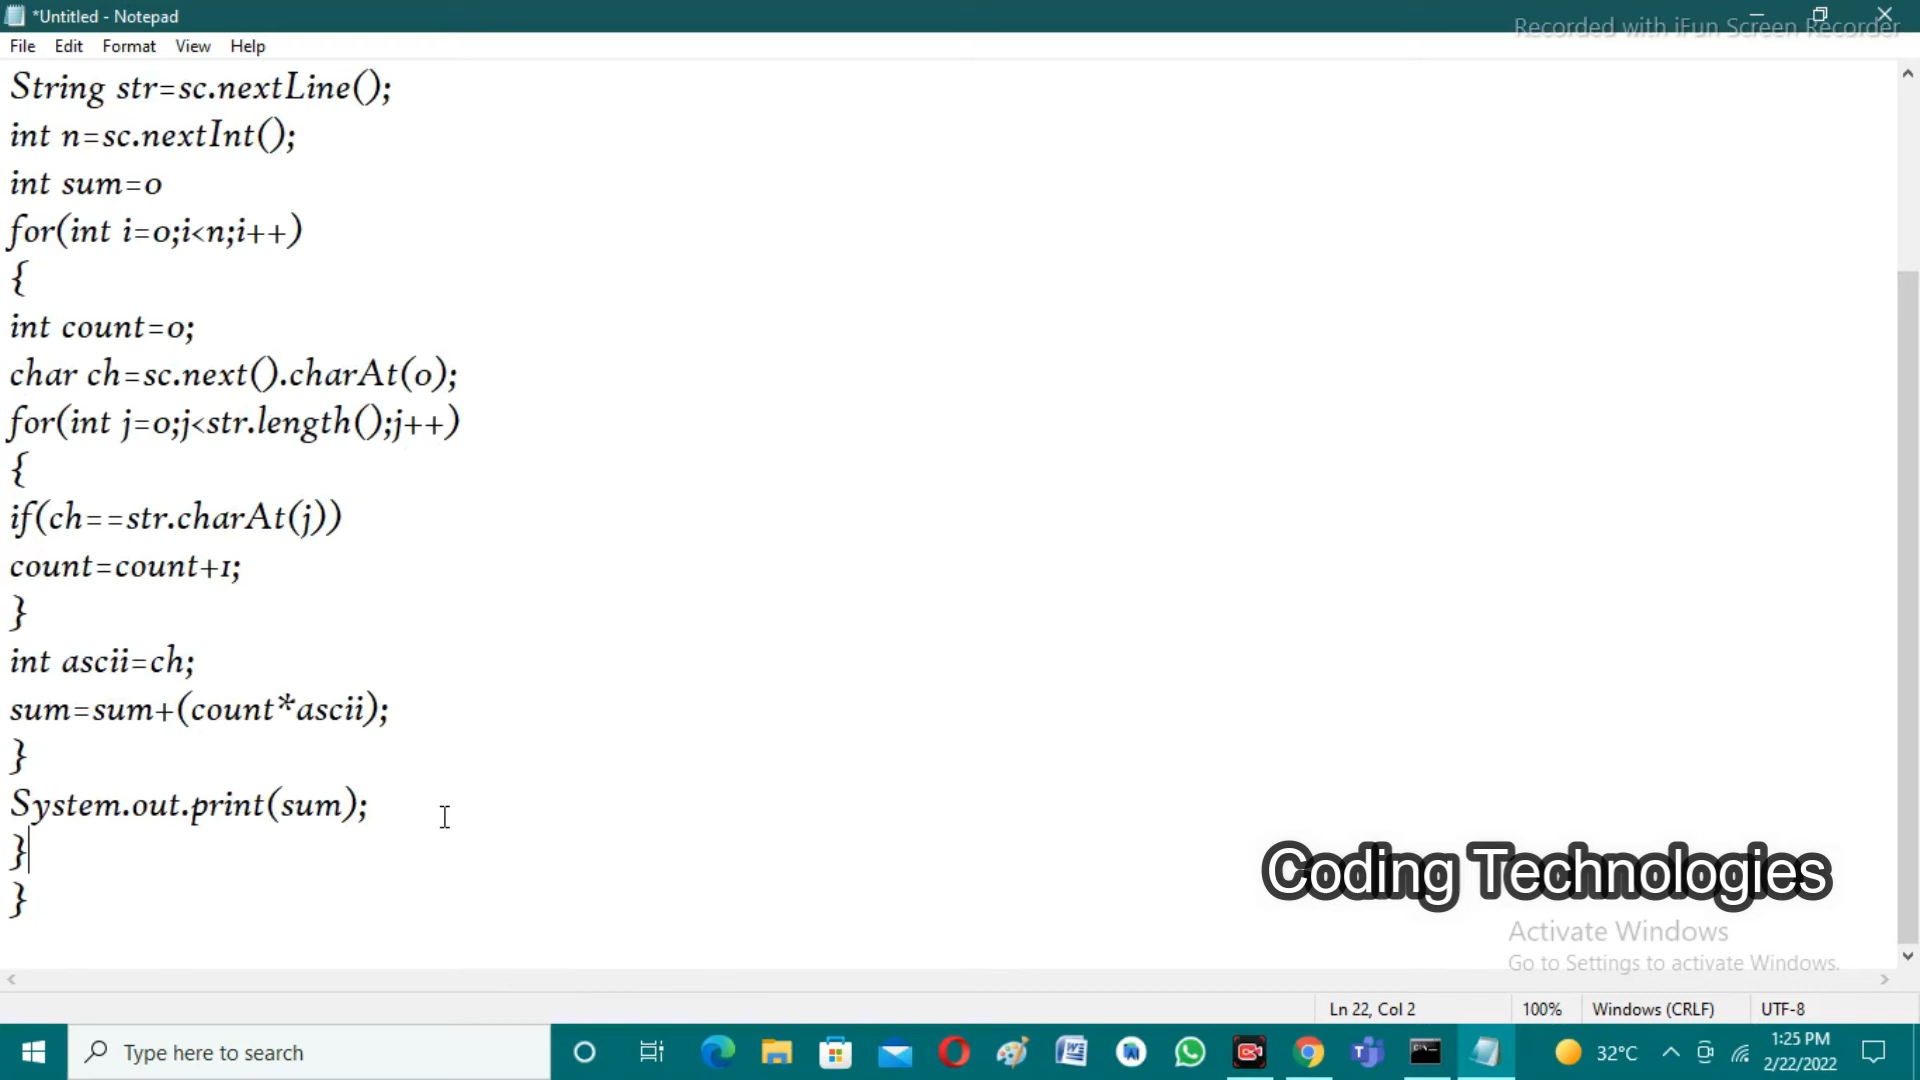 *Untitled - Notepad
Recorded with iFun Screen Recorder
File Edit Format View Help
String str=sc.nextLine();
int n=sc.nextInt();
int sum=0
for(int i=0;i<n;i++)
{
int count=0;
char ch=sc.next().charAt(0);
for(int j=0;j<str.length();j++)
{
if(ch==str.charAt(j))
count=count+1;
}
int ascii=ch;
sum=sum+(count*ascii);
}
System.out.print(sum);
}
}
Coding Technologies
Activate Windows
Go to Settings to activate Windows.
Ln 22, Col 2 100% Windows (CRLF) UTF-8
Type here to search
32°C
1:25 PM
2/22/2022